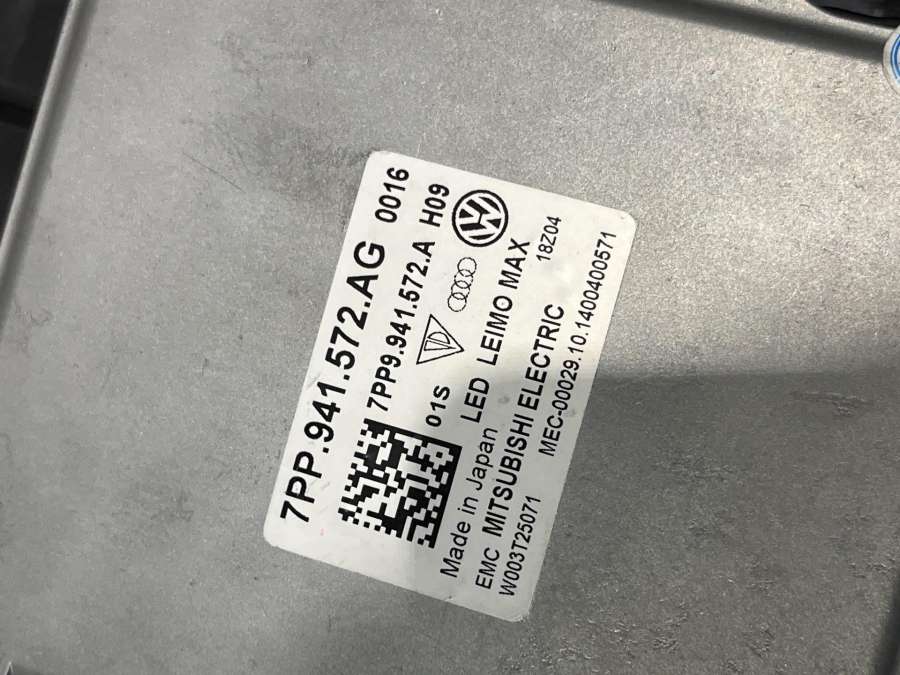 7PP.941.572.AG 0016
7PP9.941.572.A H09
01S
LED LEIMO MAX
Made in Japan
EMC MITSUBISHI ELECTRIC 18Z04
W003T25071 MEC-00029.10.1400400571